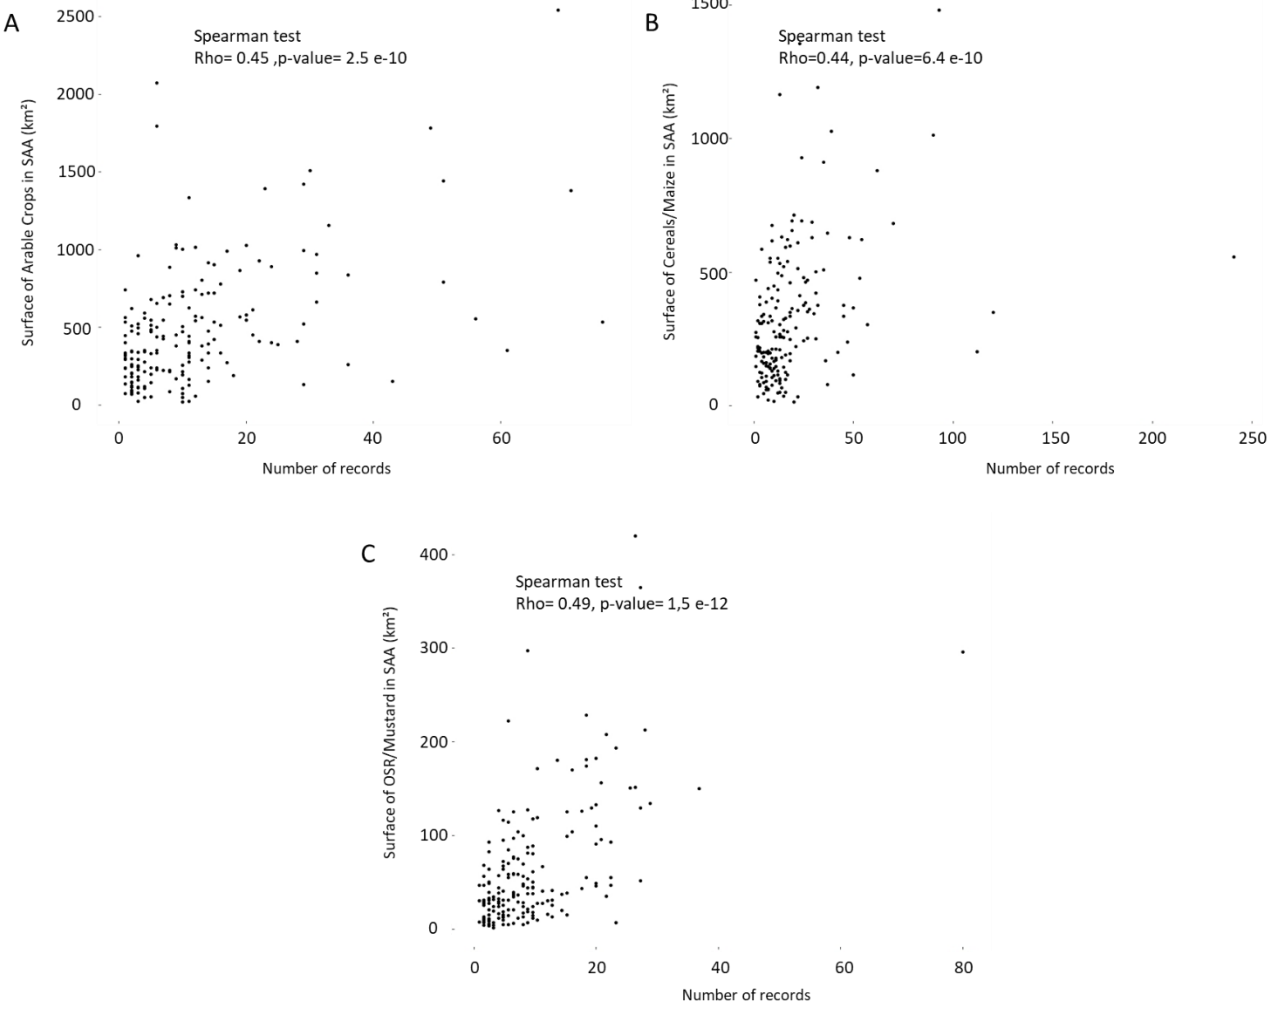 A
Spearman test
Rho= 0.45 ,p-value= 2.5 e-10
Surface of Arable Crops in SAA (km²)
2500
2000
1500
1000
500
0
0 20 40 60
Number of records
B
Spearman test
Rho=0.44, p-value=6.4 e-10
Surface of Cereals/Maize in SAA (km²)
1500
1000
500
0
0 50 100 150 200 250
Number of records
C
Spearman test
Rho= 0.49, p-value= 1,5 e-12
Surface of OSR/Mustard in SAA (km²)
400
300
200
100
0
0 20 40 60 80
Number of records